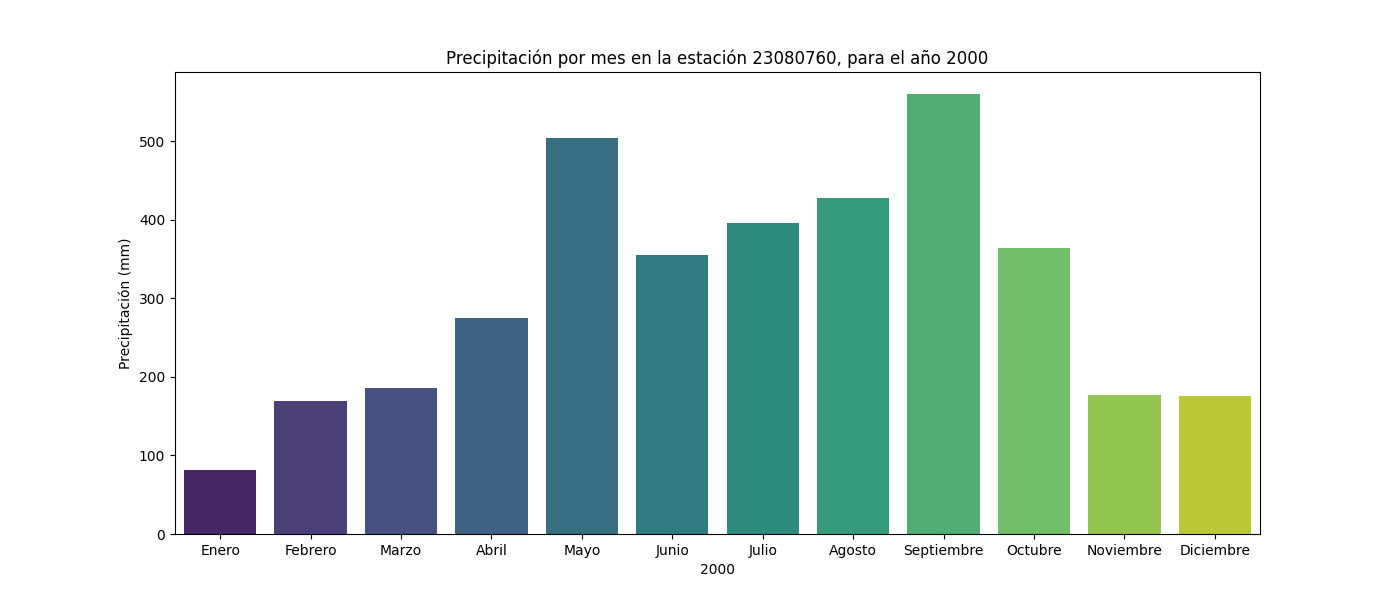 Precipitación por mes en la estación 23080760, para el año 2000
Precipitación (mm)
500
400
300
200
100
0
Enero Febrero Marzo Abril Mayo Junio Julio Agosto Septiembre Octubre Noviembre Diciembre
2000